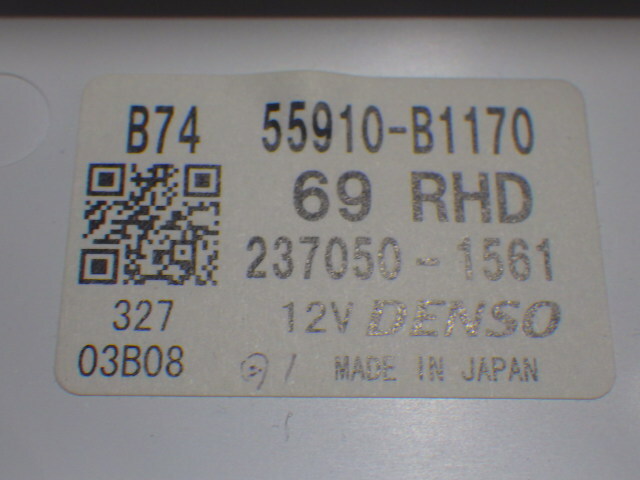 B74 55910-B1170
69 RHD
237050-1561
327 12V DENSO
03B08 MADE IN JAPAN